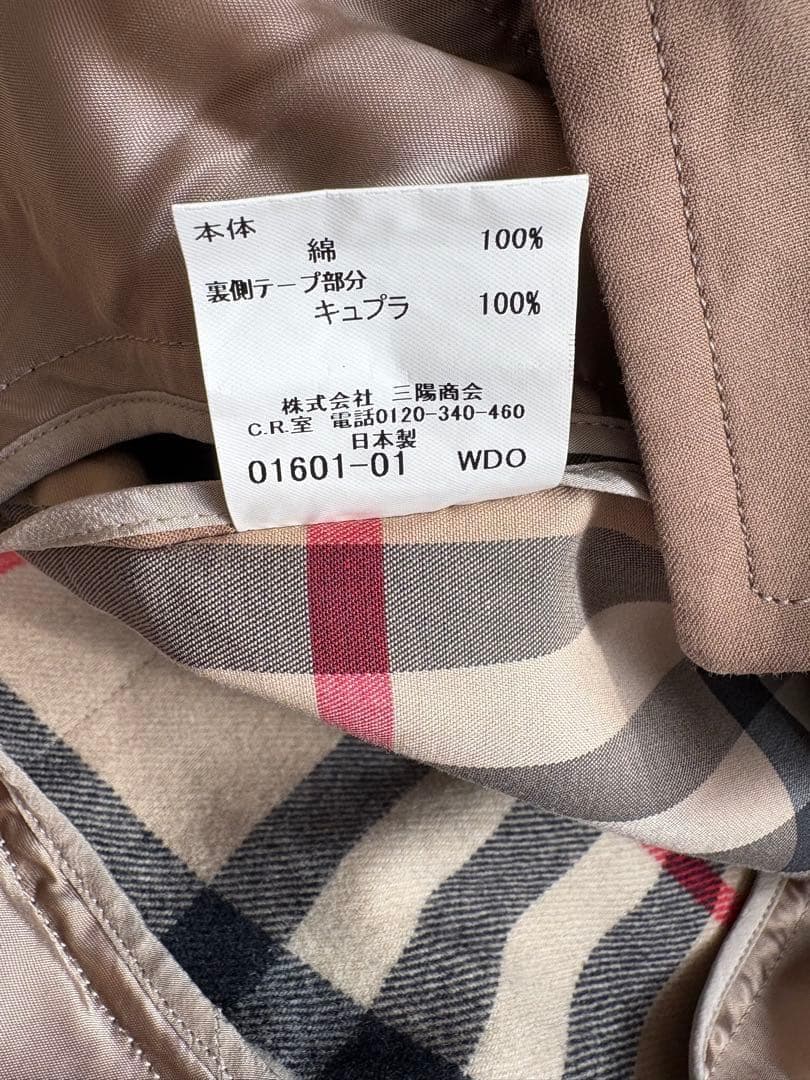 本体
綿 100%
裏側テープ部分
キュプラ 100%
株式会社 三陽商会
C.R.室 電話0120-340-460
日本製
01601-01 WDO